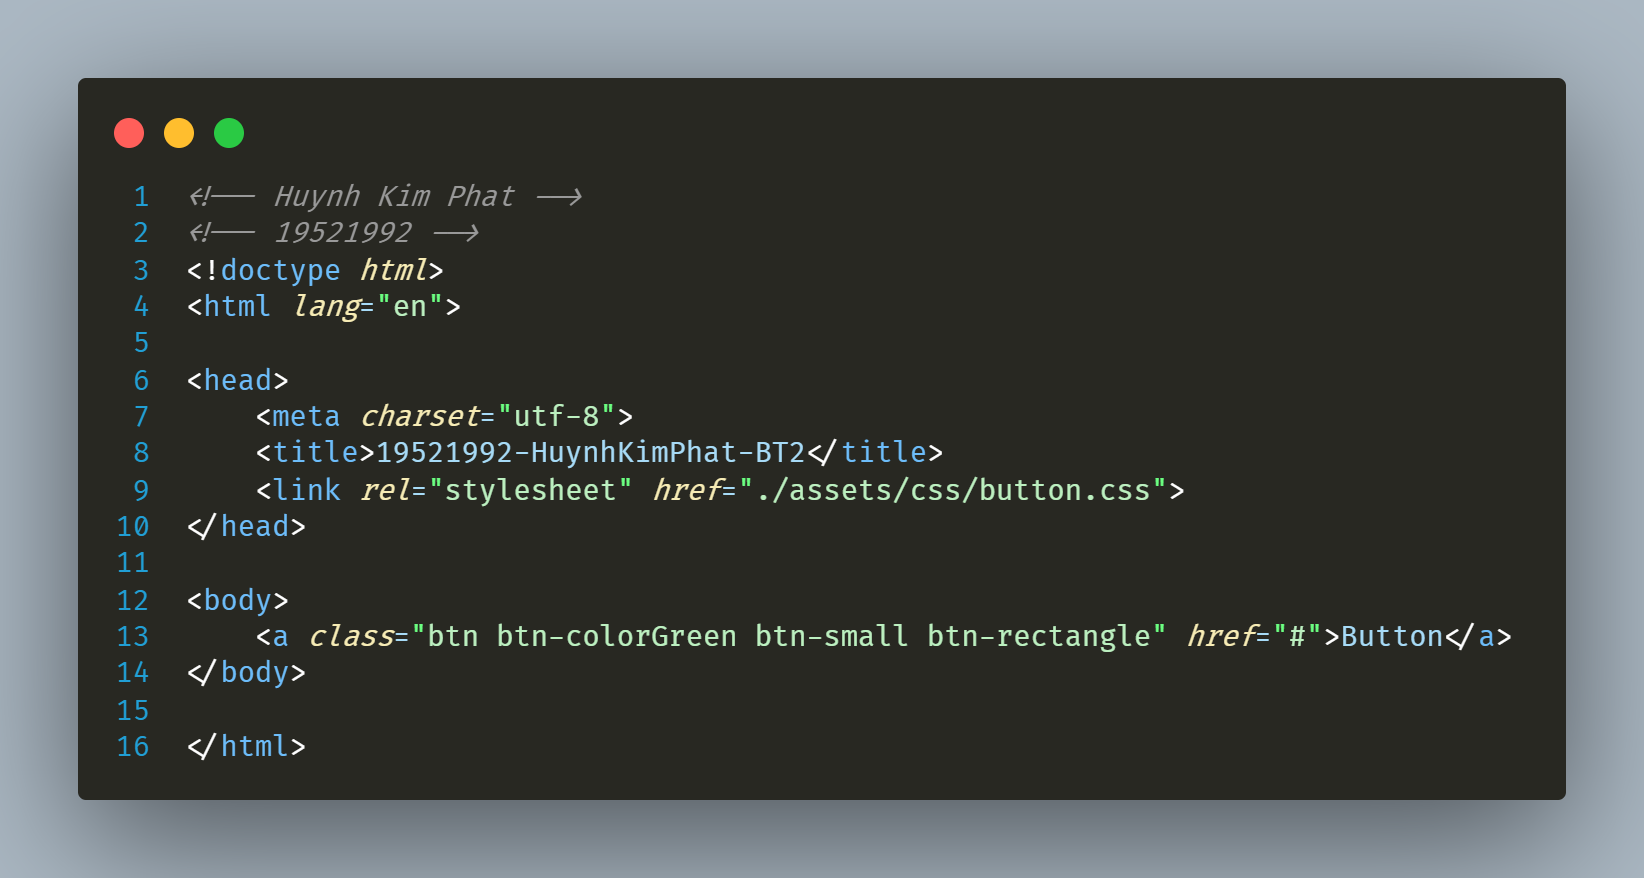 1 <!-- Huynh Kim Phat -->
2 <!-- 19521992 -->
3 <!doctype html>
4 <html lang="en">
5
6 <head>
7     <meta charset="utf-8">
8     <title>19521992-HuynhKimPhat-BT2</title>
9     <link rel="stylesheet" href="./assets/css/button.css">
10 </head>
11
12 <body>
13     <a class="btn btn-colorGreen btn-small btn-rectangle" href="#">Button</a>
14 </body>
15
16 </html>